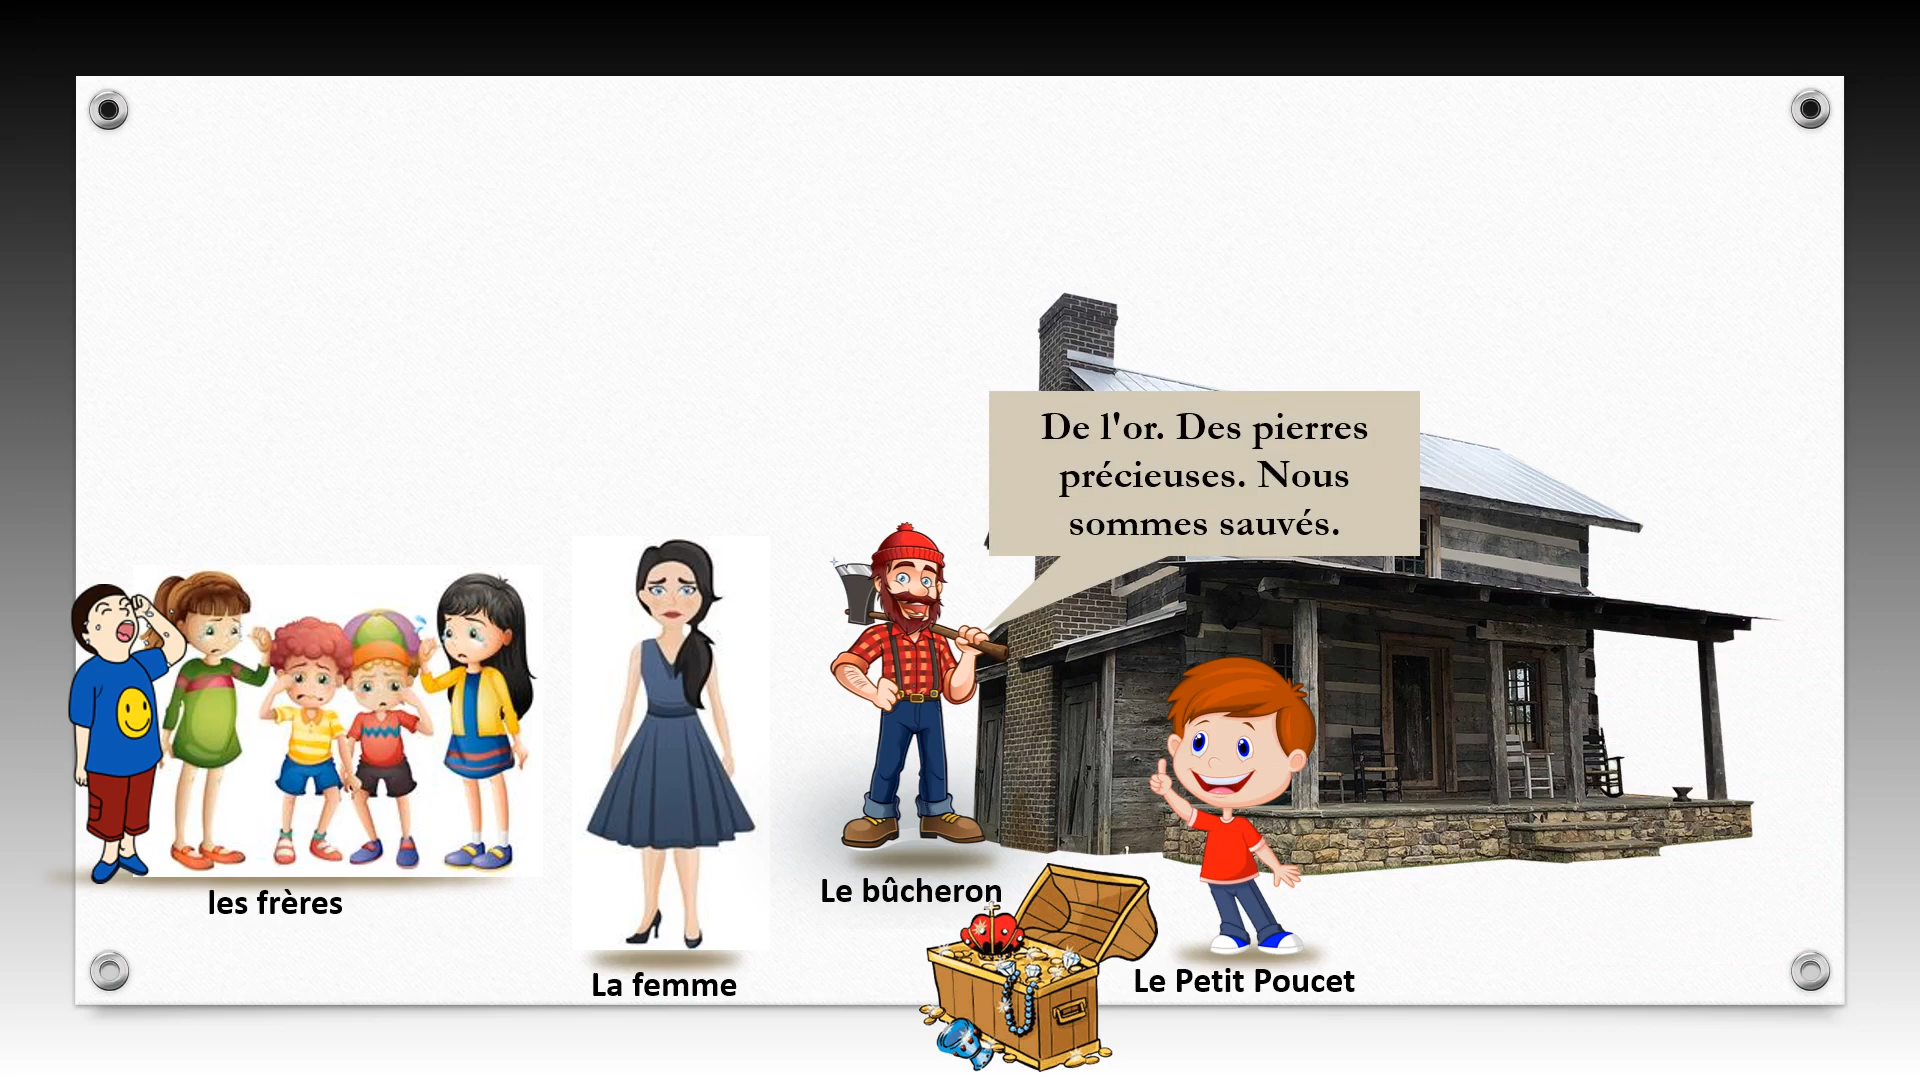 De l'or. Des pierres
précieuses. Nous
sommes sauvés.
Le bûcheron
les frères
La femme
Le Petit Poucet